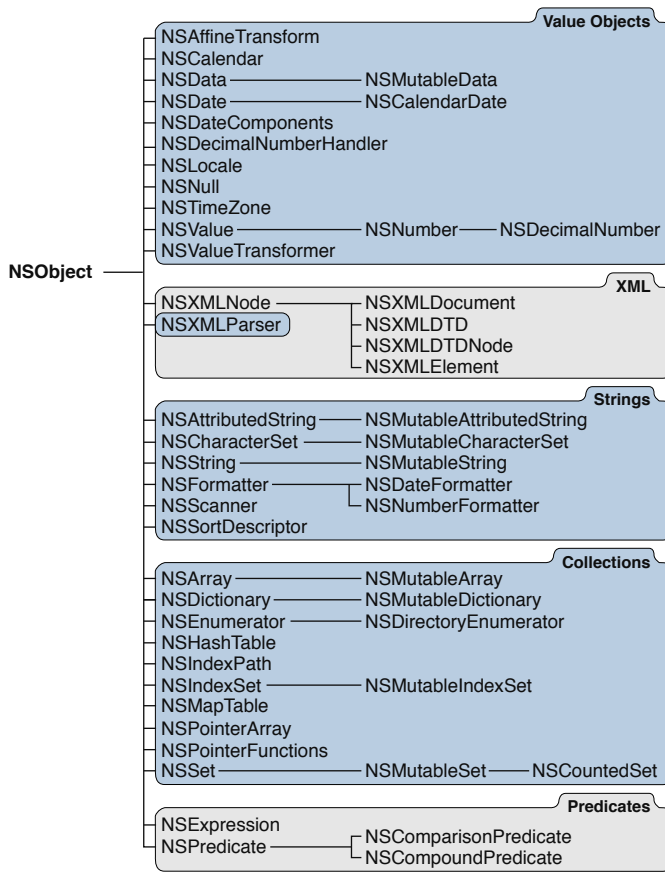 Value Objects
NSAffineTransform
NSCalendar
NSData NSMutableData
NSDate NSCalendarDate
NSDateComponents
NSDecimalNumberHandler
NSLocale
NSNull
NSTimeZone
NSValue NSNumber NSDecimalNumber
NSValueTransformer
NSObject
XML
NSXMLNode NSXMLDocument
NSXMLParser NSXMLDTD
NSXMLDTDNode
NSXMLElement
Strings
NSAttributedString NSMutableAttributedString
NSCharacterSet NSMutableCharacterSet
NSString NSMutableString
NSFormatter NSDateFormatter
NSScanner NSNumberFormatter
NSSortDescriptor
Collections
NSArray NSMutableArray
NSDictionary NSMutableDictionary
NSEnumerator NSDirectoryEnumerator
NSHashTable
NSIndexPath
NSIndexSet NSMutableIndexSet
NSMapTable
NSPointerArray
NSPointerFunctions
NSSet NSMutableSet NSCountedSet
Predicates
NSExpression
NSComparisonPredicate
NSPredicate
NSCompoundPredicate